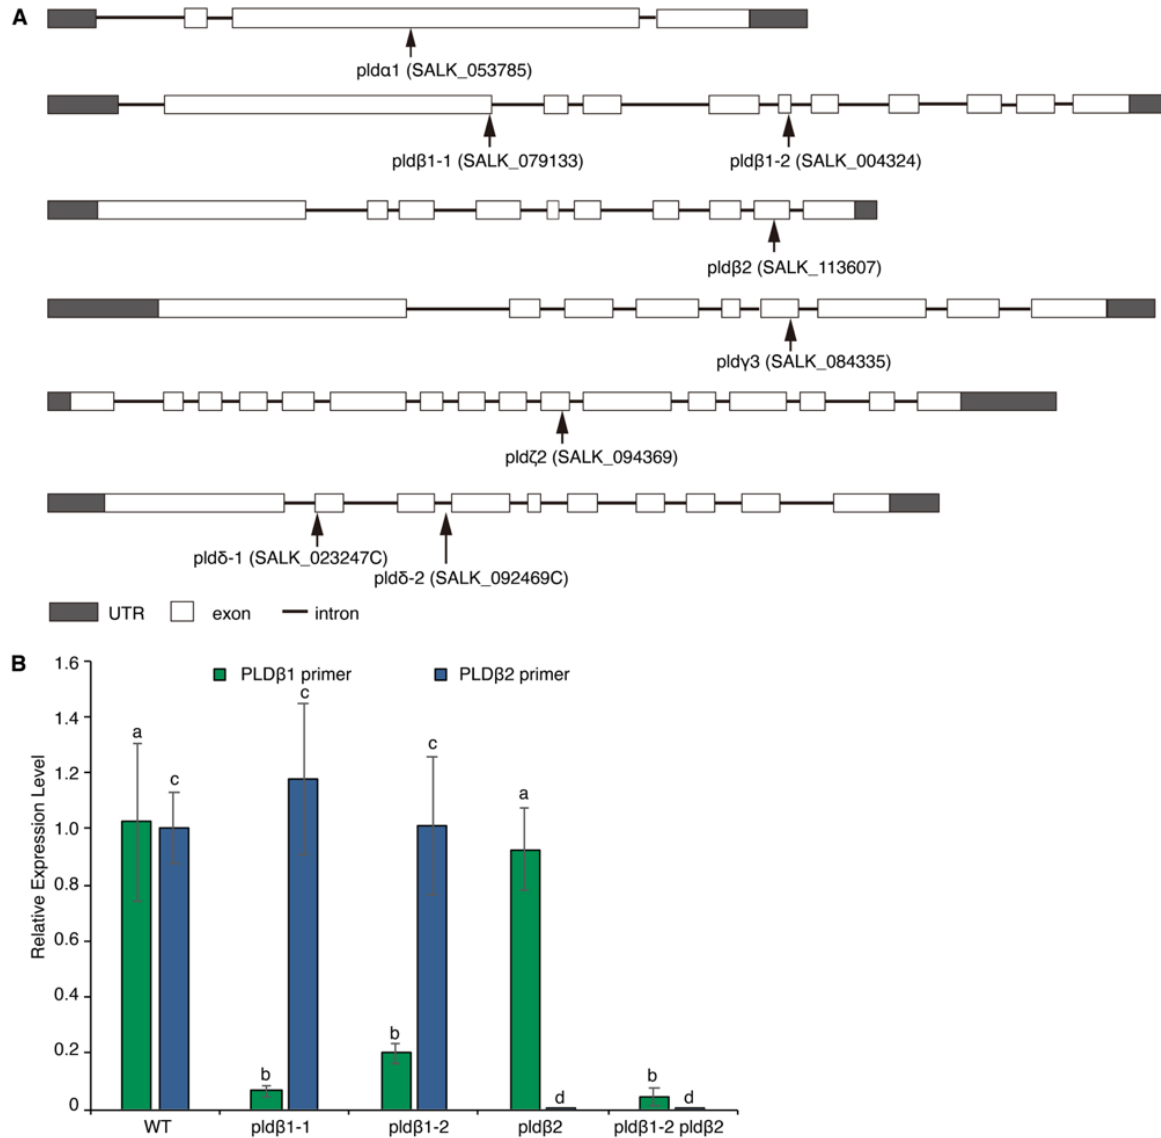 A
pldα1 (SALK_053785)
pldβ1-1 (SALK_079133) pldβ1-2 (SALK_004324)
pldβ2 (SALK_113607)
pldγ3 (SALK_084335)
pldζ2 (SALK_094369)
pldδ-1 (SALK_023247C)
pldδ-2 (SALK_092469C)
UTR exon intron
B
PLDβ1 primer PLDβ2 primer
Relative Expression Level
1.6
1.4
1.2
1.0
0.8
0.6
0.4
0.2
0
a c b c b c a d b d
WT pldβ1-1 pldβ1-2 pldβ2 pldβ1-2 pldβ2